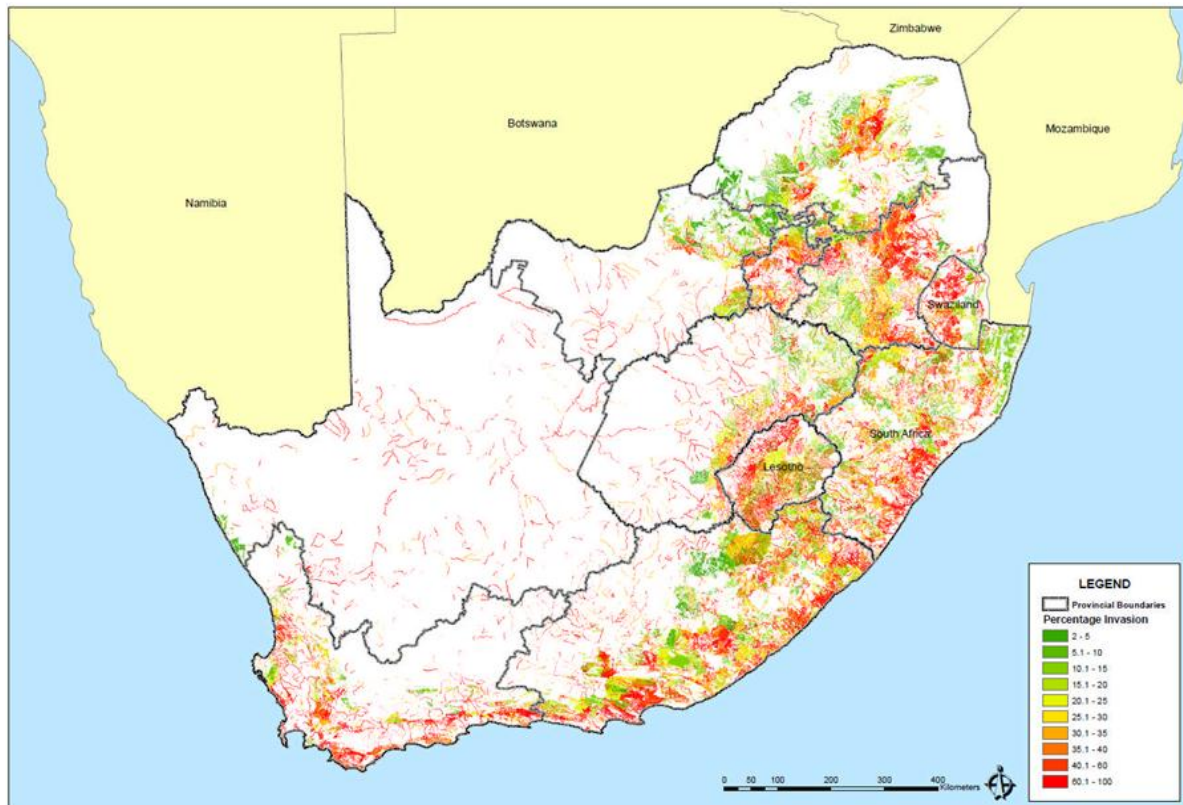 Zimbabwe
Botswana
Mozambique
Namibia
Swaziland
South Africa
Lesotho
LEGEND
Provincial Boundaries
Percentage Invasion
2 - 5
5.1 - 10
10.1 - 15
15.1 - 20
20.1 - 25
25.1 - 30
30.1 - 35
35.1 - 40
40.1 - 60
60.1 - 100
0 50 100 200 300 400
Kilometers